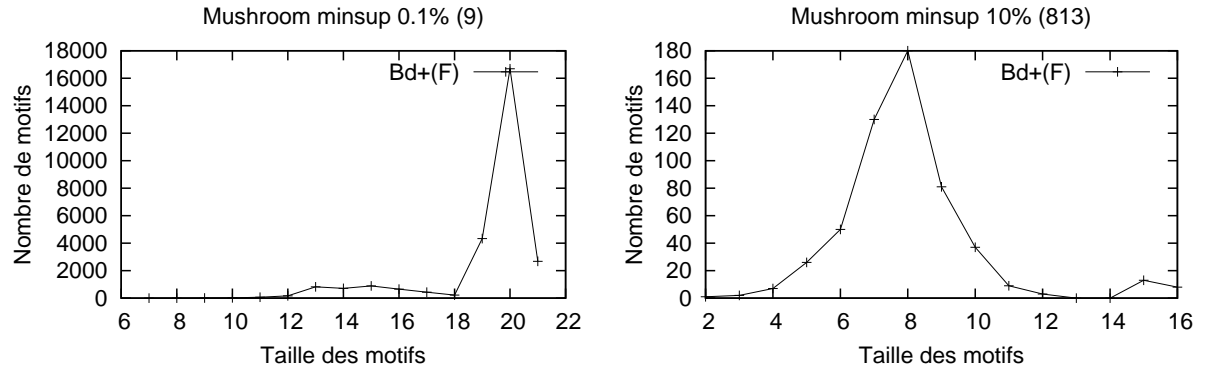 Mushroom minsup 0.1% (9)
18000
16000
14000
12000
10000
8000
6000
4000
2000
0
Nombre de motifs
Bd+(F)
6 8 10 12 14 16 18 20 22
Taille des motifs
Mushroom minsup 10% (813)
180
160
140
120
100
80
60
40
20
0
Nombre de motifs
Bd+(F)
2 4 6 8 10 12 14 16
Taille des motifs